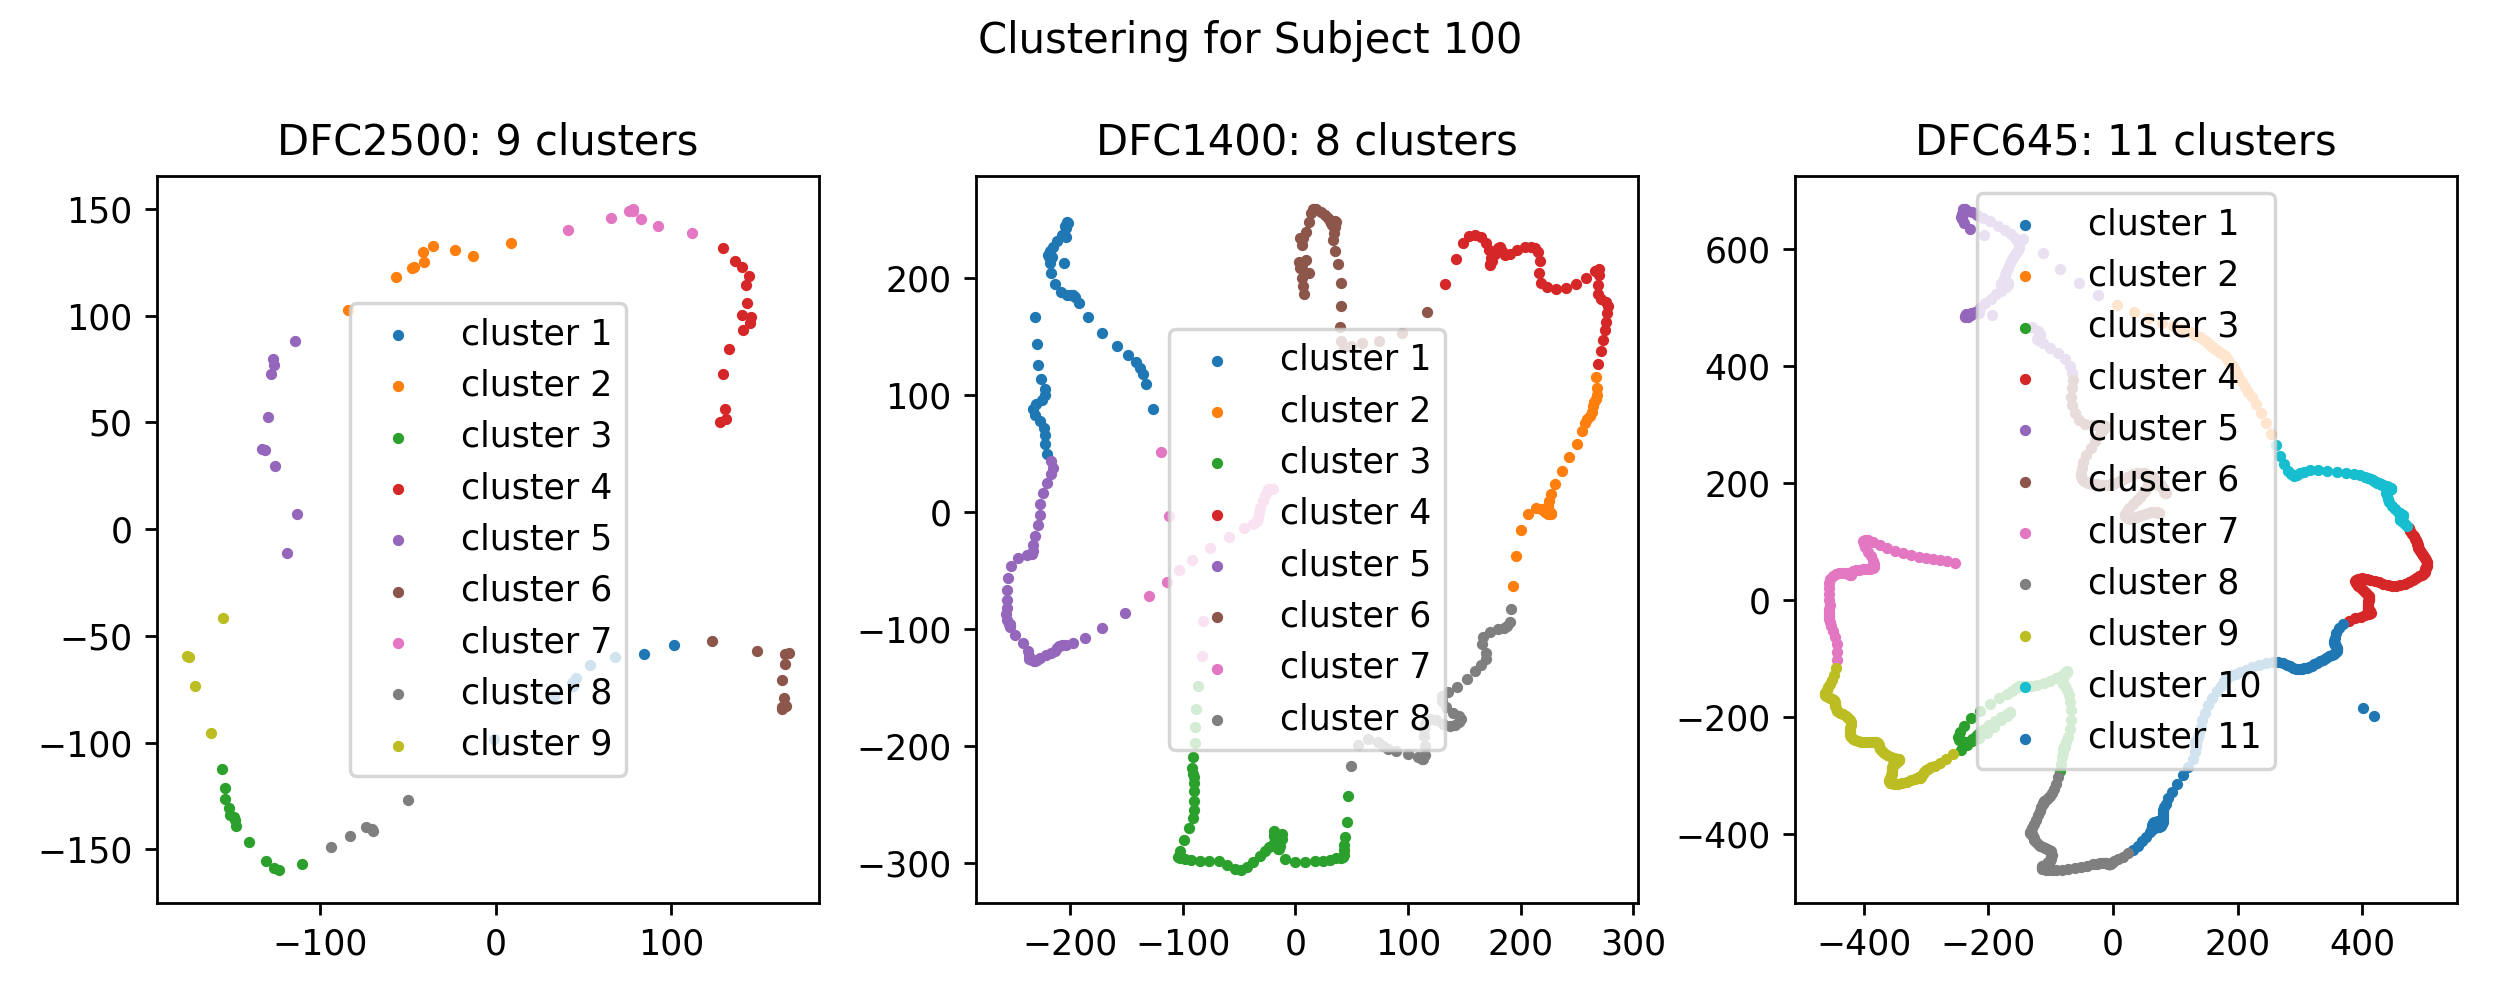 Clustering for Subject 100
DFC2500: 9 clusters
150
100
50
0
−50
−100
−150
−100
0
100
cluster 1
cluster 2
cluster 3
cluster 4
cluster 5
cluster 6
cluster 7
cluster 8
cluster 9
DFC1400: 8 clusters
200
100
0
−100
−200
−300
−200
−100
0
100
200
300
cluster 1
cluster 2
cluster 3
cluster 4
cluster 5
cluster 6
cluster 7
cluster 8
DFC645: 11 clusters
600
400
200
0
−200
−400
−400
−200
0
200
400
cluster 1
cluster 2
cluster 3
cluster 4
cluster 5
cluster 6
cluster 7
cluster 8
cluster 9
cluster 10
cluster 11